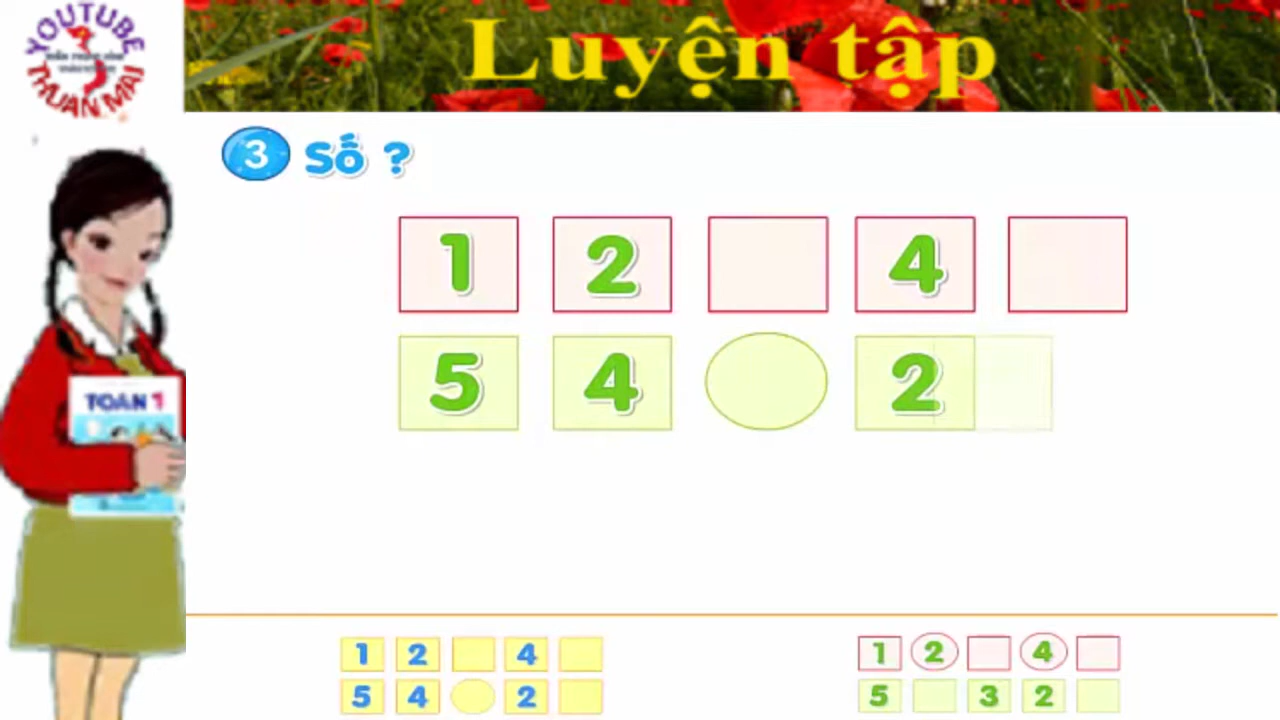 YOUTUBE
THUAN MAI
Luyện tập
3 Số ?
1 2 4
5 4 2
TOÁN 1
1 2 4
5 4 2
1 2 4
5 3 2